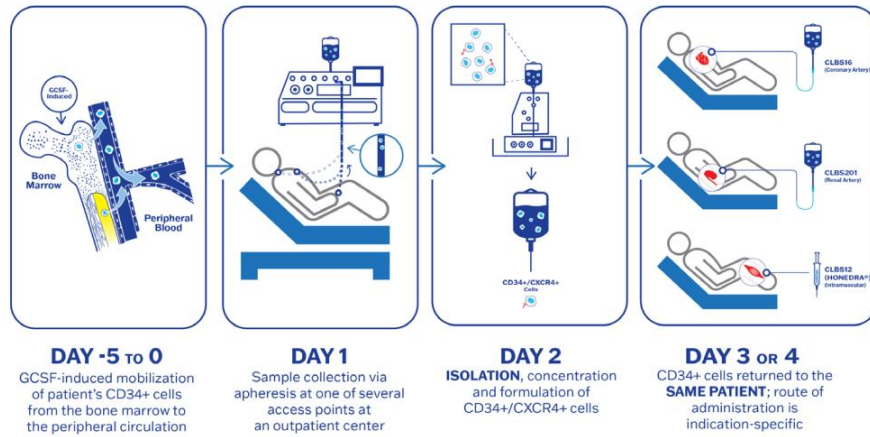 GCSF-
Induced
Bone
Marrow
Peripheral
Blood
CD34+/CXCR4+
Cells
CLBS16
(Coronary Artery)
CLBS201
(Renal Artery)
CLBS12
(HONEDRA®)
(Intramuscular)
DAY -5 TO 0
GCSF-induced mobilization
of patient's CD34+ cells
from the bone marrow to
the peripheral circulation
DAY 1
Sample collection via
apheresis at one of several
access points at
an outpatient center
DAY 2
ISOLATION, concentration
and formulation of
CD34+/CXCR4+ cells
DAY 3 OR 4
CD34+ cells returned to the
SAME PATIENT; route of
administration is
indication-specific